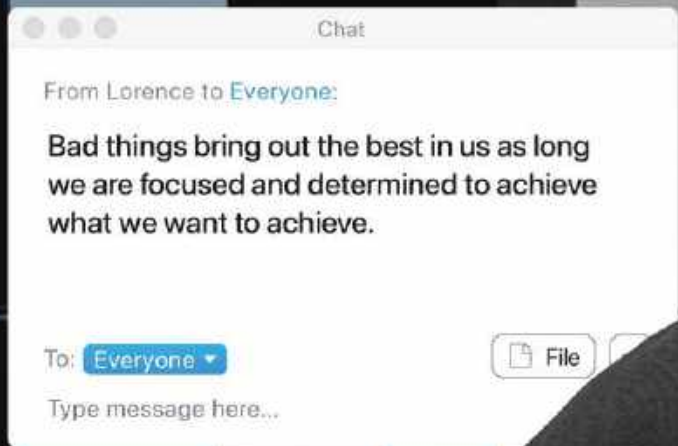 Chat
From Lorence to Everyone:
Bad things bring out the best in us as long
we are focused and determined to achieve
what we want to achieve.
To: Everyone
File
Type message here...